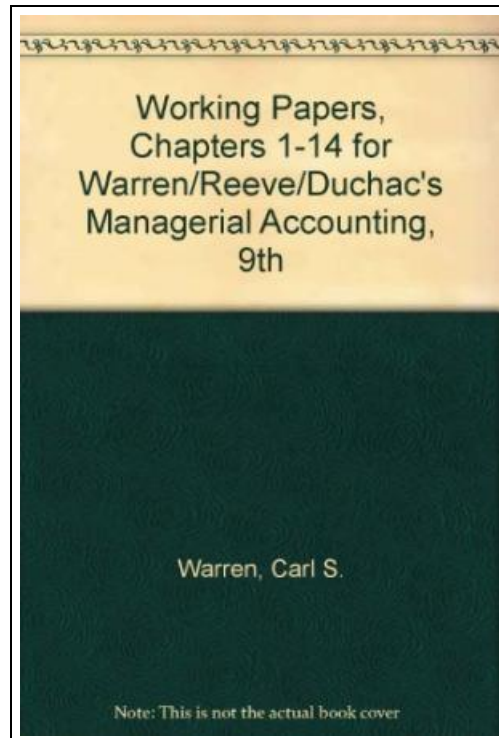 Working Papers,
Chapters 1-14 for
Warren/Reeve/Duchac's
Managerial Accounting,
9th
Warren, Carl S.
Note: This is not the actual book cover